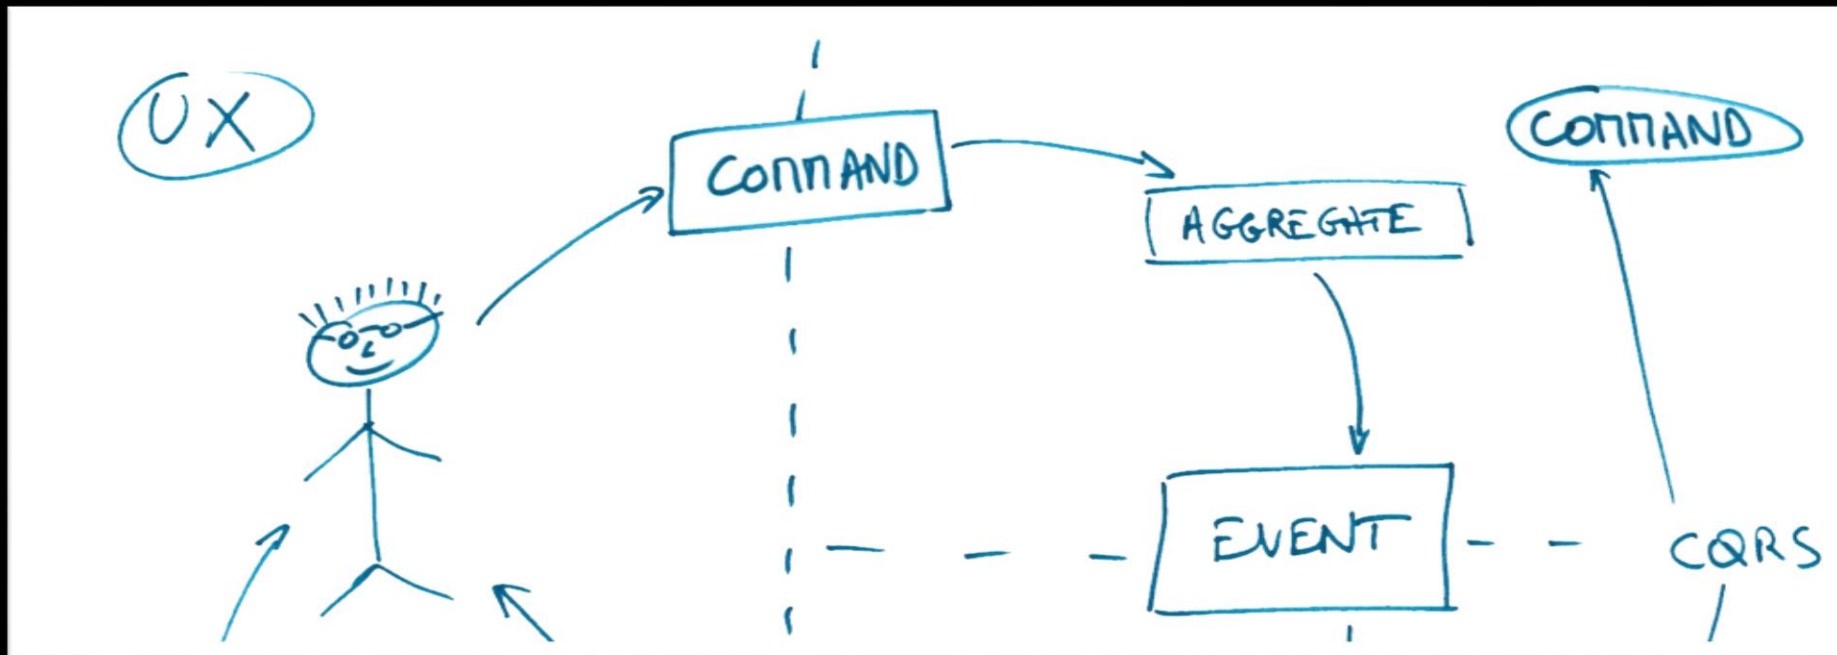 UX
COMMAND
COMMAND
AGGREGATE
EVENT
CQRS